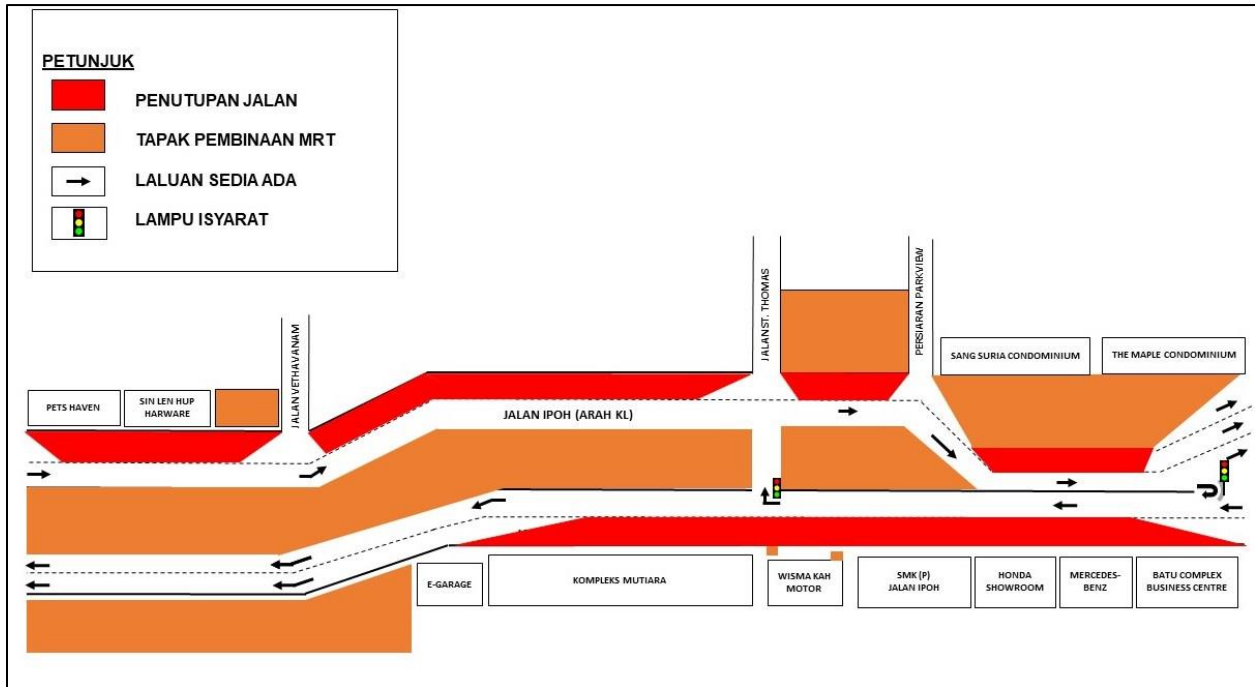 PETUNJUK
PENUTUPAN JALAN
TAPAK PEMBINAAN MRT
LALUAN SEDIA ADA
LAMPU ISYARAT
JALAN VETHAVANAM
JALAN ST. THOMAS
PERSIARAN PARKVIEW
PETS HAVEN
SIN LEN HUP
HARWARE
SANG SURIA CONDOMINIUM
THE MAPLE CONDOMINIUM
JALAN IPOH (ARAH KL)
E-GARAGE
KOMPLEKS MUTIARA
WISMA KAH
MOTOR
SMK (P)
JALAN IPOH
HONDA
SHOWROOM
MERCEDES-
BENZ
BATU COMPLEX
BUSINESS CENTRE